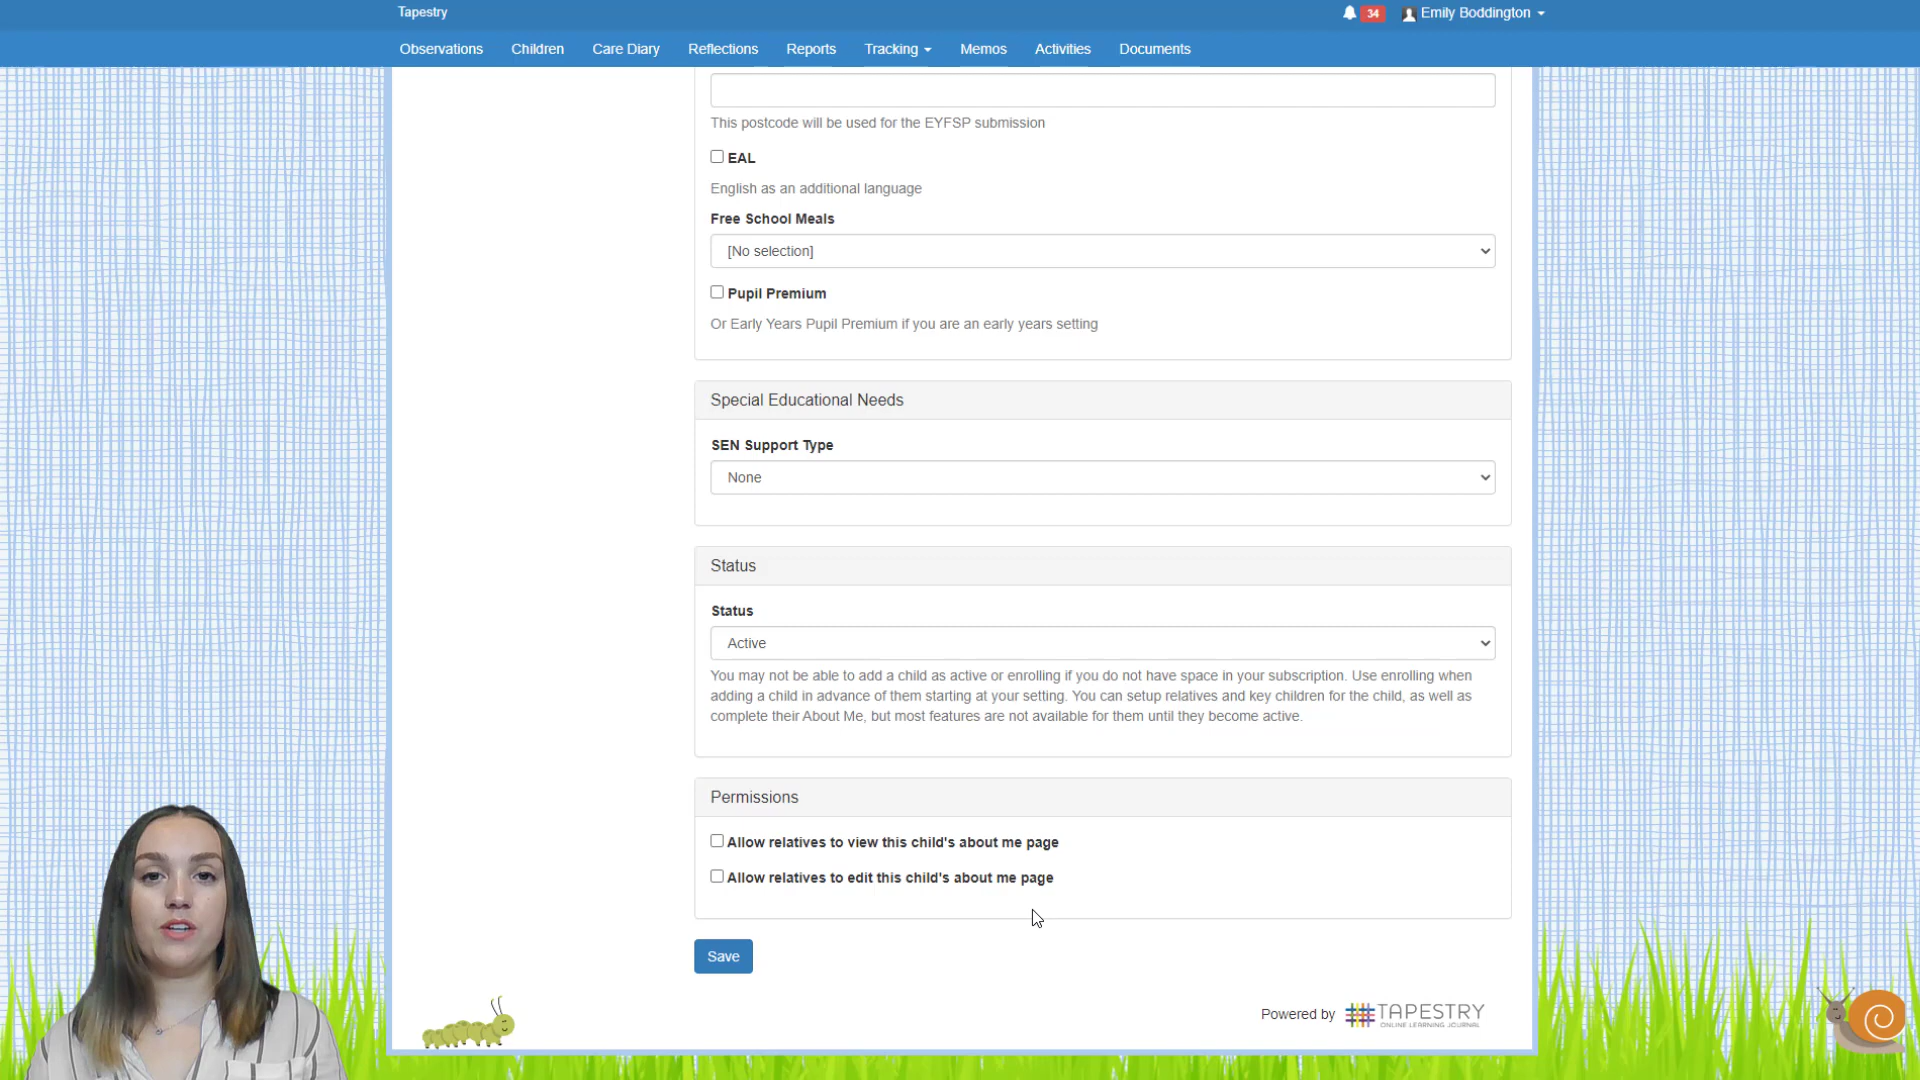 Tapestry
34
Emily Boddington
Observations
Children
Care Diary
Reflections
Reports
Tracking
Memos
Activities
Documents
This postcode will be used for the EYFSP submission
EAL
English as an additional language
Free School Meals
[No selection]
Pupil Premium
Or Early Years Pupil Premium if you are an early years setting
Special Educational Needs
SEN Support Type
None
Status
Status
Active
You may not be able to add a child as active or enrolling if you do not have space in your subscription. Use enrolling when
adding a child in advance of them starting at your setting. You can setup relatives and key children for the child, as well as
complete their About Me, but most features are not available for them until they become active.
Permissions
Allow relatives to view this child's about me page
Allow relatives to edit this child's about me page
Save
Powered by
TAPESTRY
ONLINE LEARNING JOURNAL